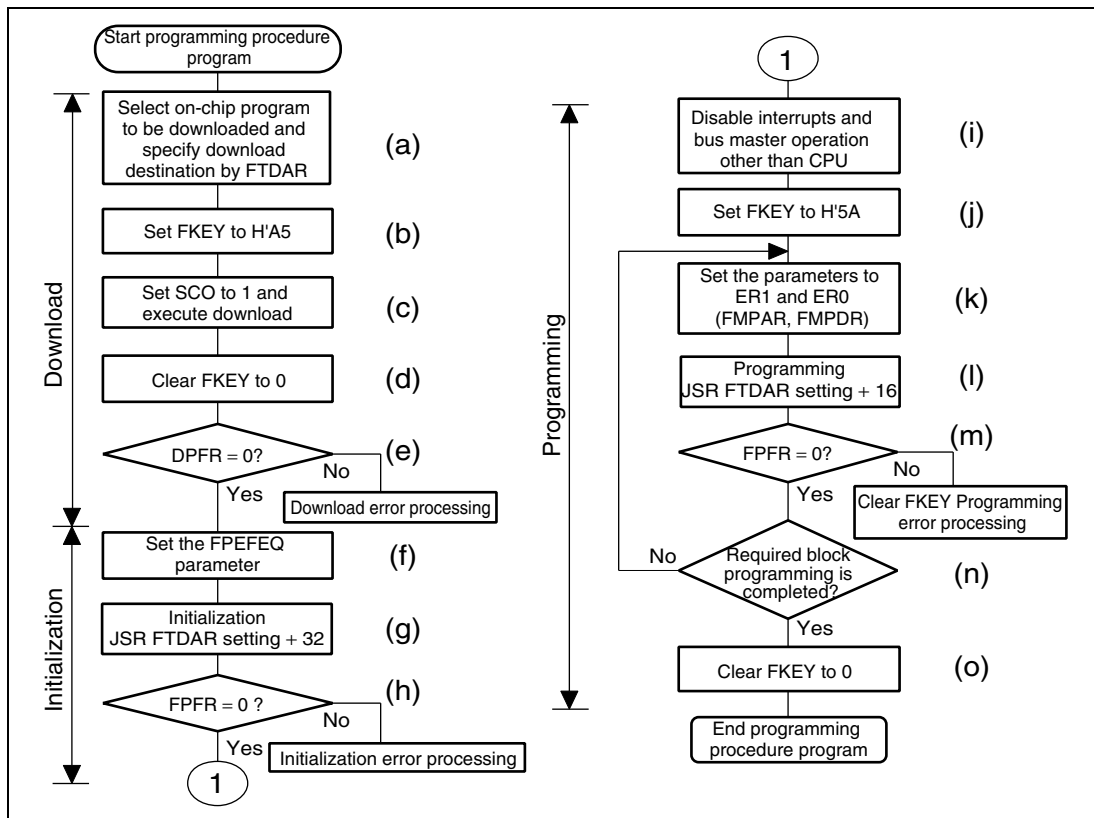 Start programming procedure
program
Select on-chip program
to be downloaded and
specify download
destination by FTDAR
(a)
Set FKEY to H'A5
(b)
Set SCO to 1 and
execute download
(c)
Clear FKEY to 0
(d)
DPFR = 0?
(e)
No
Yes
Download error processing
Download
Set the FPEFEQ
parameter
(f)
Initialization
JSR FTDAR setting + 32
(g)
FPFR = 0 ?
(h)
No
Yes
Initialization error processing
Initialization
1
1
Disable interrupts and
bus master operation
other than CPU
(i)
Set FKEY to H'5A
(j)
Set the parameters to
ER1 and ER0
(FMPAR, FMPDR)
(k)
Programming
JSR FTDAR setting + 16
(l)
FPFR = 0?
(m)
No
Yes
Clear FKEY Programming
error processing
No
Required block
programming is
completed?
(n)
Yes
Clear FKEY to 0
(o)
Programming
End programming
procedure program